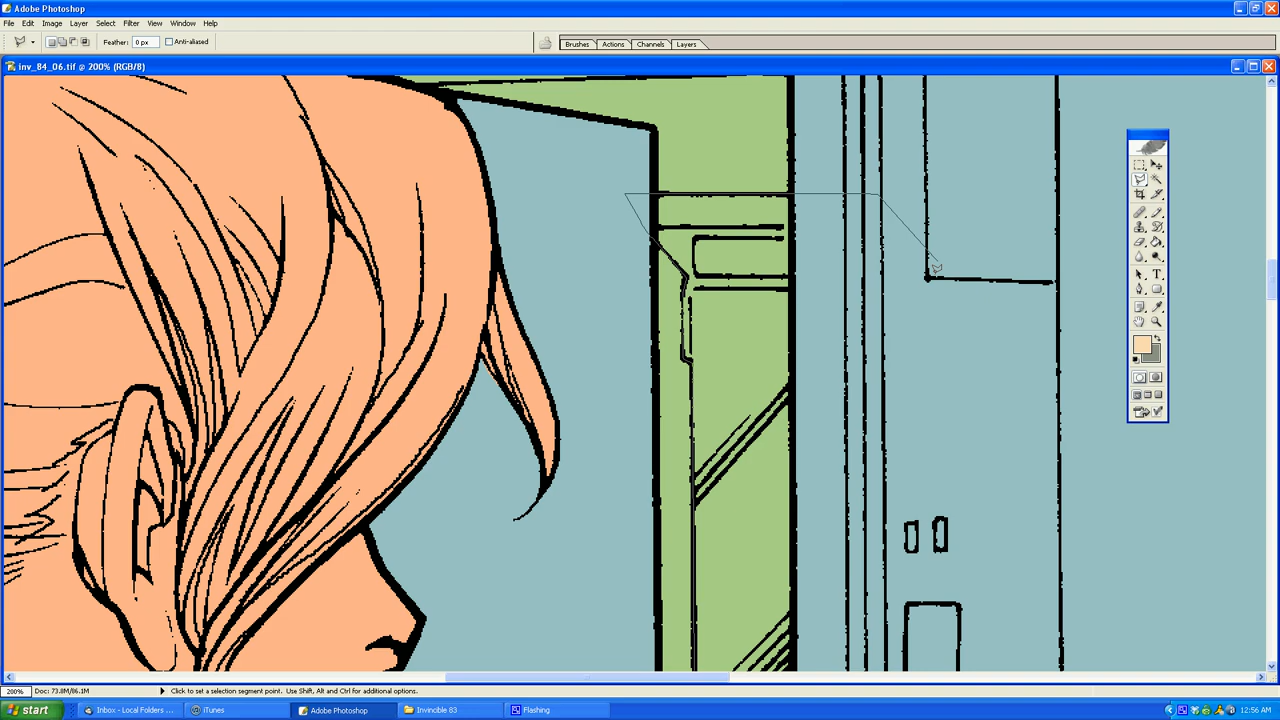 Adobe Photoshop
File Edit Image Layer Select Filter View Window Help
Feather: 0 px Anti-aliased Brushes Actions Channels Layers
inv_84_06.tif @ 200% (RGB/8)
T
200% Doc: 73.8M/86.1M Click to set a selection segment point. Use Shift, Alt and Ctrl for additional options.
start Inbox - Local Folders ... iTunes Adobe Photoshop Invincible 83 Flashing 12:56 AM